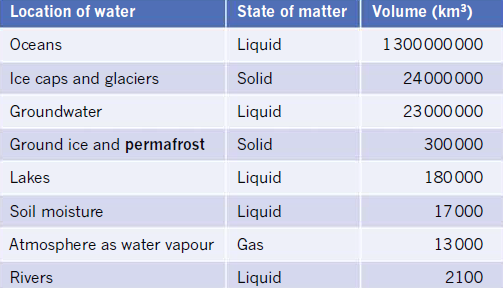 Location of water State of matter Volume (km³)
Oceans Liquid 1300000000
Ice caps and glaciers Solid 24000000
Groundwater Liquid 23000000
Ground ice and permafrost Solid 300000
Lakes Liquid 180000
Soil moisture Liquid 17000
Atmosphere as water vapour Gas 13000
Rivers Liquid 2100